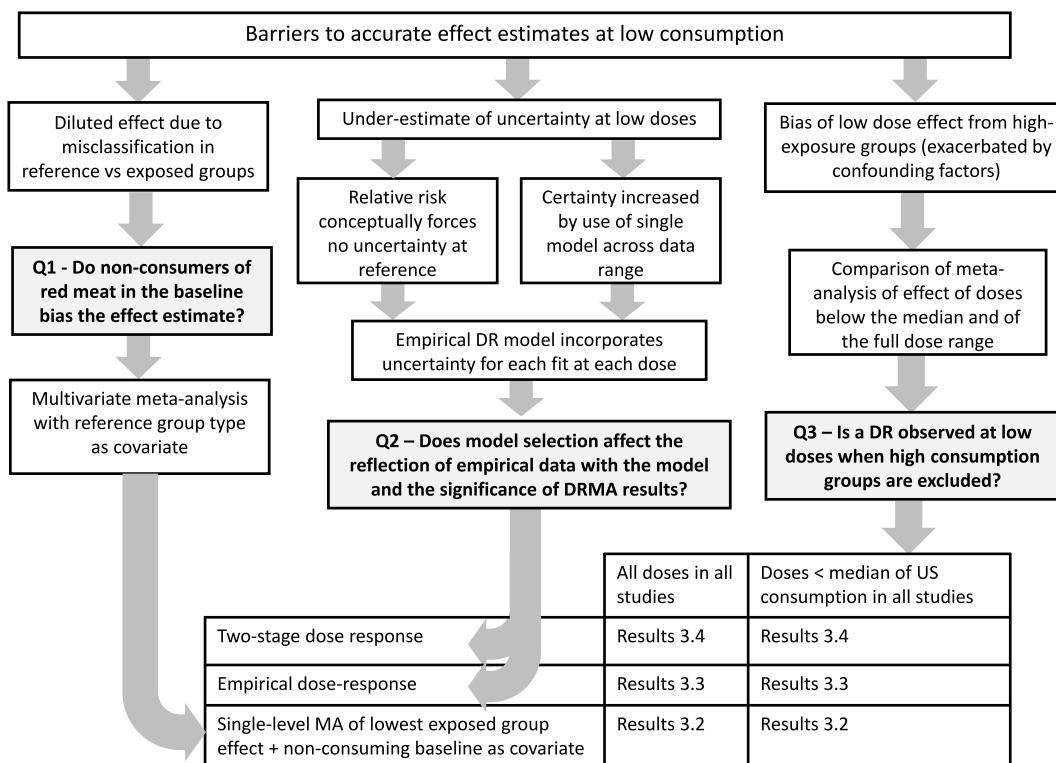 Barriers to accurate effect estimates at low consumption
Diluted effect due to
misclassification in
reference vs exposed groups
Q1 - Do non-consumers of
red meat in the baseline
bias the effect estimate?
Multivariate meta-analysis
with reference group type
as covariate
Under-estimate of uncertainty at low doses
Relative risk
conceptually forces
no uncertainty at
reference
Certainty increased
by use of single
model across data
range
Empirical DR model incorporates
uncertainty for each fit at each dose
Q2 – Does model selection affect the
reflection of empirical data with the model
and the significance of DRMA results?
Bias of low dose effect from high-
exposure groups (exacerbated by
confounding factors)
Comparison of meta-
analysis of effect of doses
below the median and of
the full dose range
Q3 – Is a DR observed at low
doses when high consumption
groups are excluded?
All doses in all
studies
Doses < median of US
consumption in all studies
Two-stage dose response
Results 3.4
Results 3.4
Empirical dose-response
Results 3.3
Results 3.3
Single-level MA of lowest exposed group
effect + non-consuming baseline as covariate
Results 3.2
Results 3.2